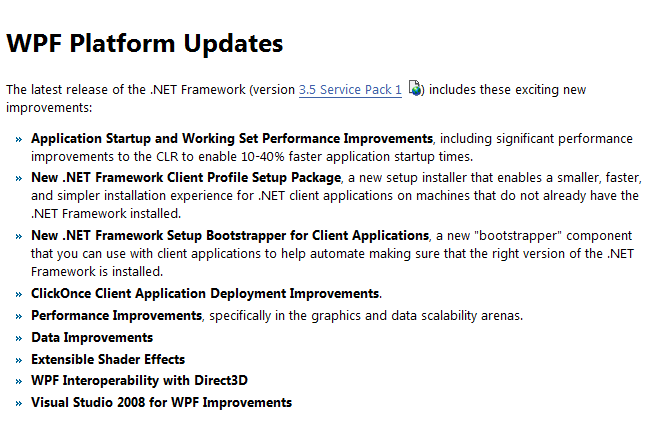 WPF Platform Updates
The latest release of the .NET Framework (version 3.5 Service Pack 1 ) includes these exciting new
improvements:
» Application Startup and Working Set Performance Improvements, including significant performance
improvements to the CLR to enable 10-40% faster application startup times.
» New .NET Framework Client Profile Setup Package, a new setup installer that enables a smaller, faster,
and simpler installation experience for .NET client applications on machines that do not already have the
.NET Framework installed.
» New .NET Framework Setup Bootstrapper for Client Applications, a new "bootstrapper" component
that you can use with client applications to help automate making sure that the right version of the .NET
Framework is installed.
» ClickOnce Client Application Deployment Improvements.
» Performance Improvements, specifically in the graphics and data scalability arenas.
» Data Improvements
» Extensible Shader Effects
» WPF Interoperability with Direct3D
» Visual Studio 2008 for WPF Improvements